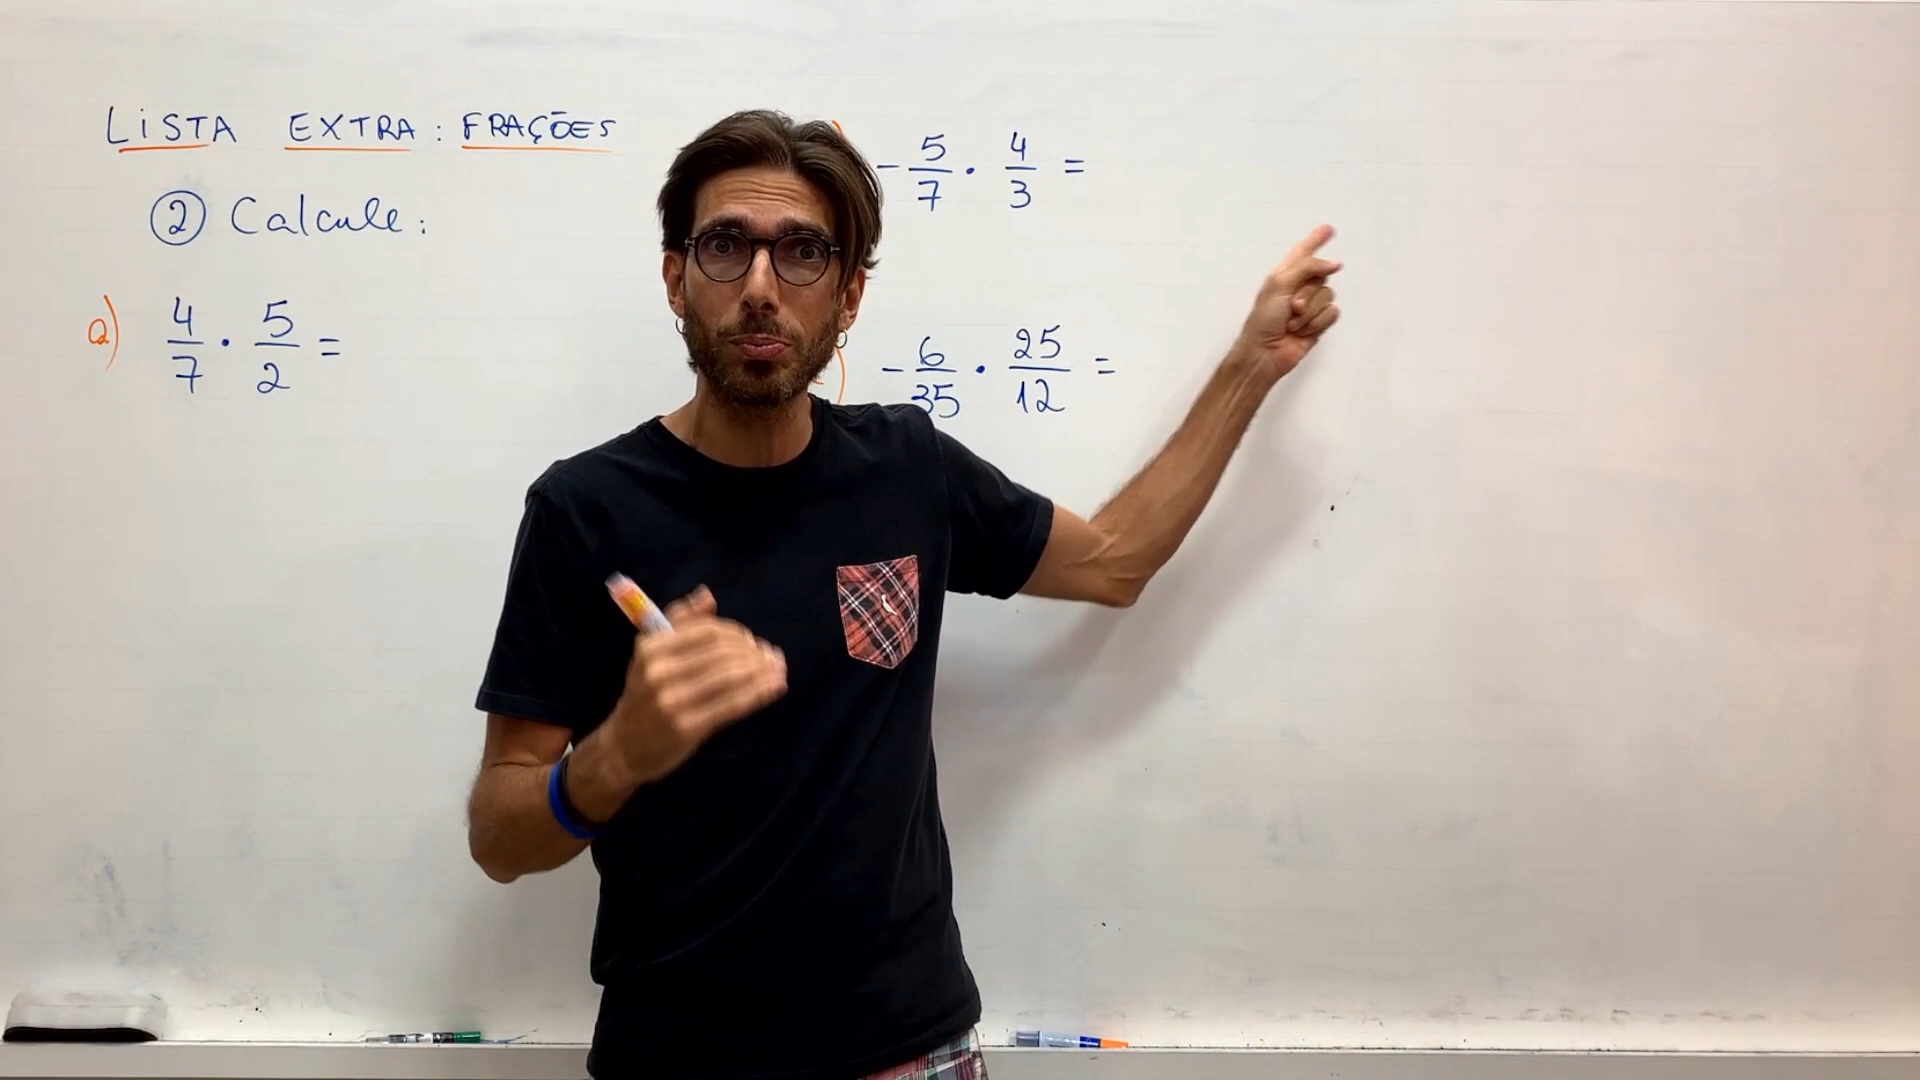 LISTA EXTRA: FRAÇÕES
② Calcule:
a) 4/7 · 5/2 =
- 5/7 · 4/3 =
- 6/35 · 25/12 =